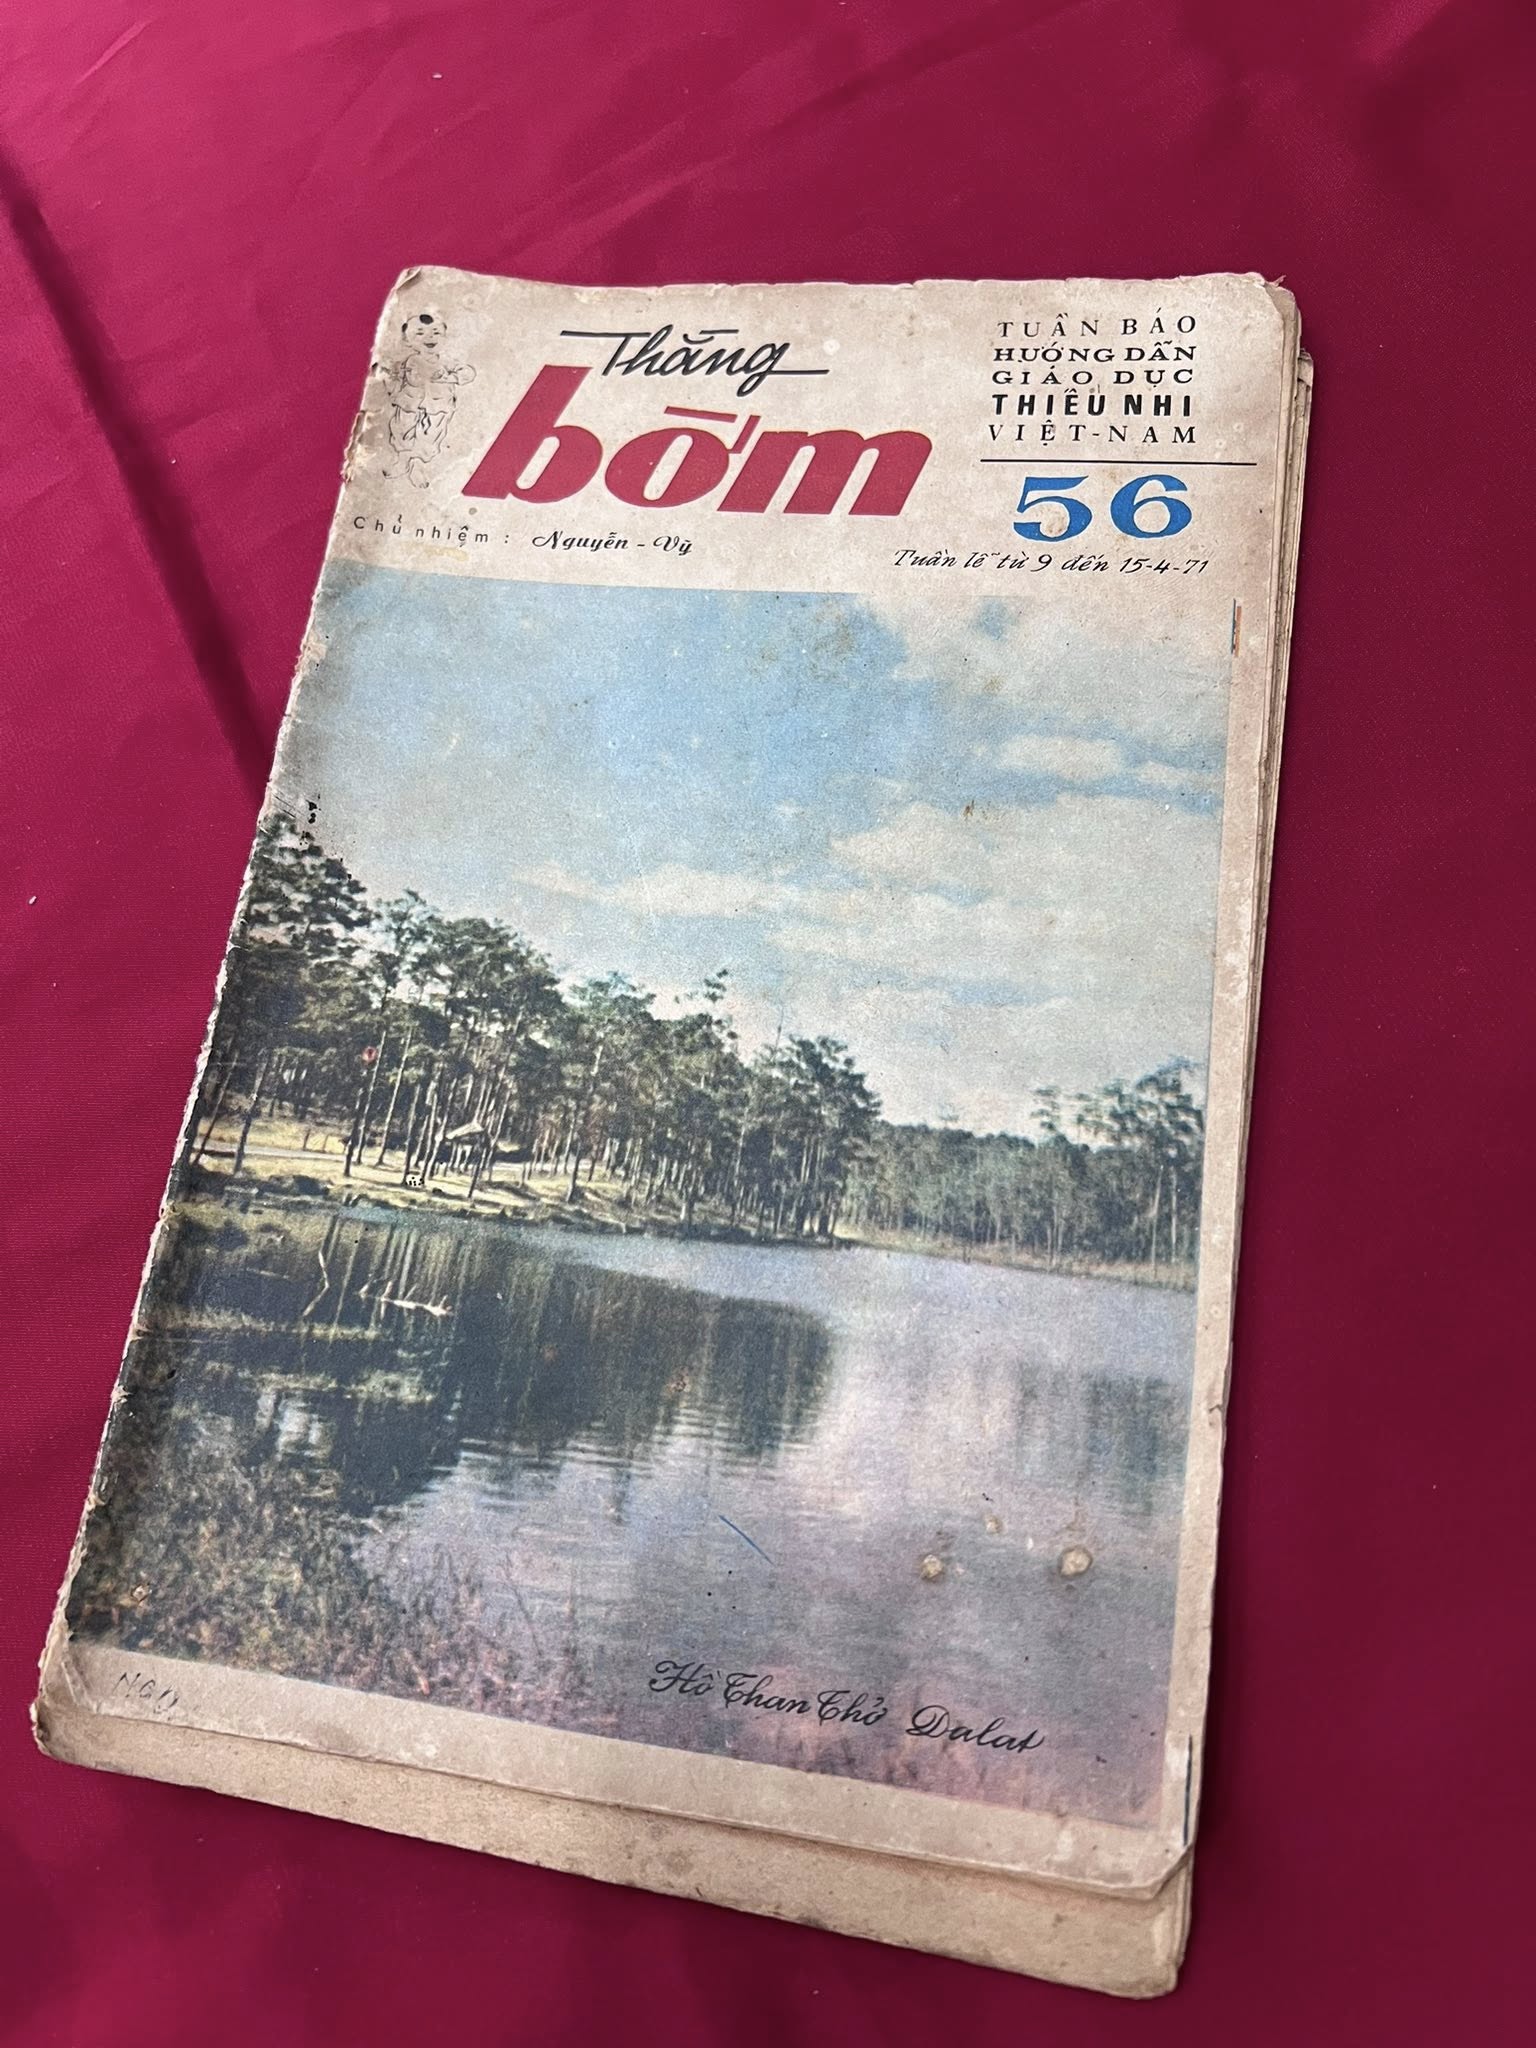 Thằng
bờm
Chủ nhiệm : Nguyễn - Vỹ
TUẦN BÁO
HƯỚNG DẪN
GIÁO DỤC
THIẾU NHI
VIỆT-NAM
56
Tuần lễ từ 9 đến 15-4-71
Hồ Than Thở Dalat